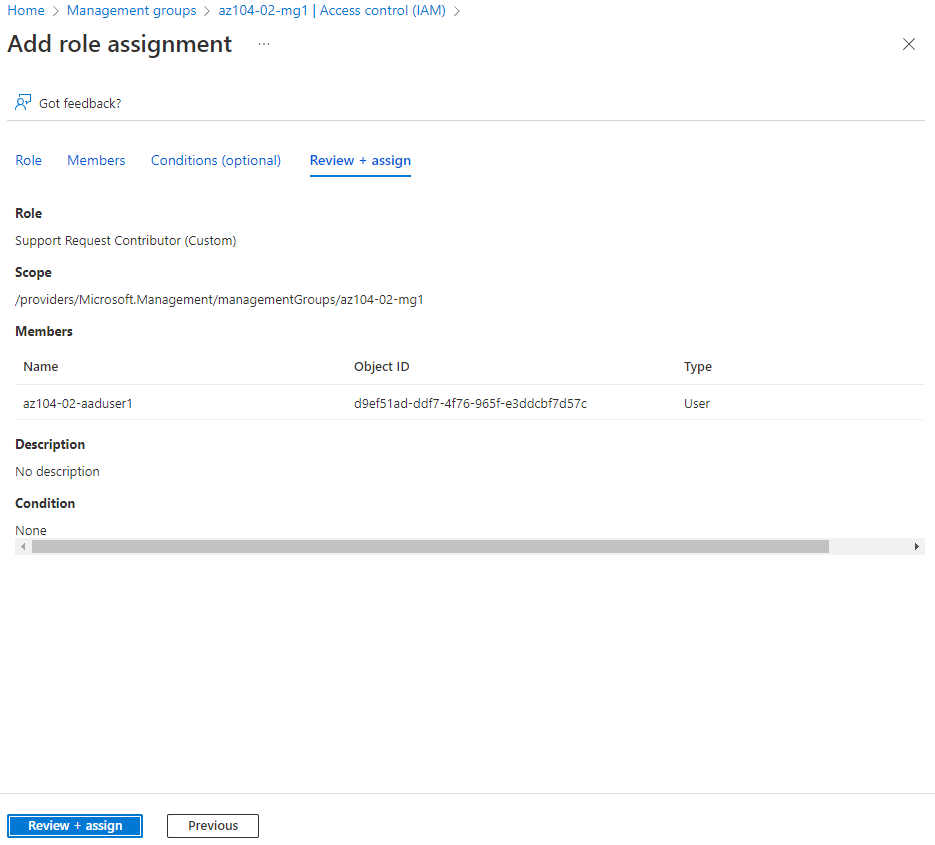 Home > Management groups > az104-02-mg1 | Access control (IAM) >
Add role assignment ...
Got feedback?
Role Members Conditions (optional) Review + assign
Role
Support Request Contributor (Custom)
Scope
/providers/Microsoft.Management/managementGroups/az104-02-mg1
Members
Name Object ID Type
az104-02-aaduser1 d9ef51ad-ddf7-4f76-965f-e3ddcbf7d57c User
Description
No description
Condition
None
Review + assign Previous